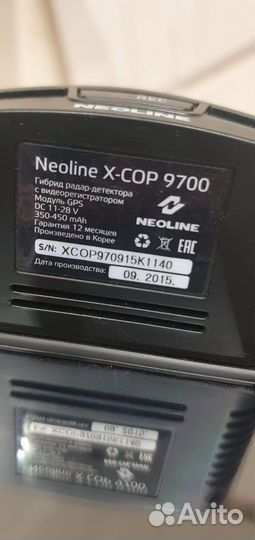 REC
NEOLINE
Neoline X-COP 9700
Гибрид радар-детектора
с видеорегистратором
Модуль GPS
DC 11-28 V
350-450 mAh
Гарантия 12 месяцев
Произведено в Корее
NEOLINE
S/N: XCOP970915K1140
Дата производства: 09. 2015.
Avito